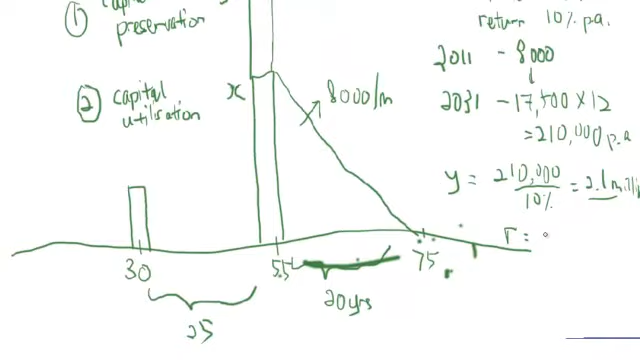 ① 
preservation
② capital
utilisation
x
8000/m
return 10% p.a.
2011 - 8000
↓
2031 - 17,500 × 12
= 210,000 p.a
y = 210,000 / 10% = 2.1 milli
r =
30
55
75
25
20yrs